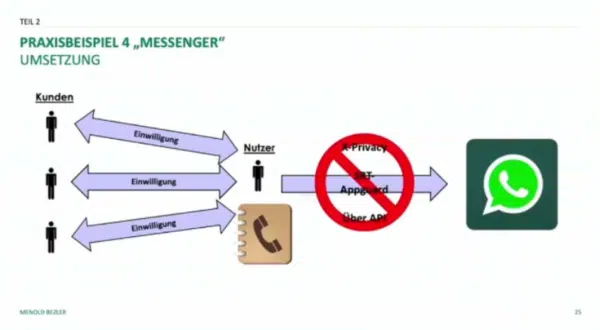 TEIL 2
PRAXISBEISPIEL 4 „MESSENGER“
UMSETZUNG
Kunden
Einwilligung
Nutzer
Einwilligung
Einwilligung
X-Privacy
SRT-
Appguard
Über API
MENOLD BEZLER
25